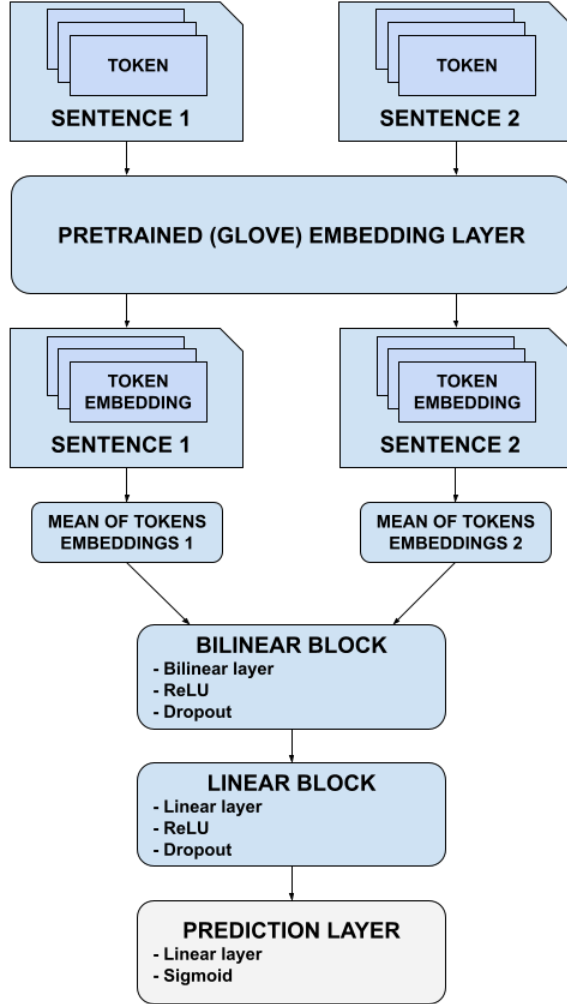 TOKEN
SENTENCE 1
TOKEN
SENTENCE 2
PRETRAINED (GLOVE) EMBEDDING LAYER
TOKEN
EMBEDDING
SENTENCE 1
TOKEN
EMBEDDING
SENTENCE 2
MEAN OF TOKENS
EMBEDDINGS 1
MEAN OF TOKENS
EMBEDDINGS 2
BILINEAR BLOCK
- Bilinear layer
- ReLU
- Dropout
LINEAR BLOCK
- Linear layer
- ReLU
- Dropout
PREDICTION LAYER
- Linear layer
- Sigmoid